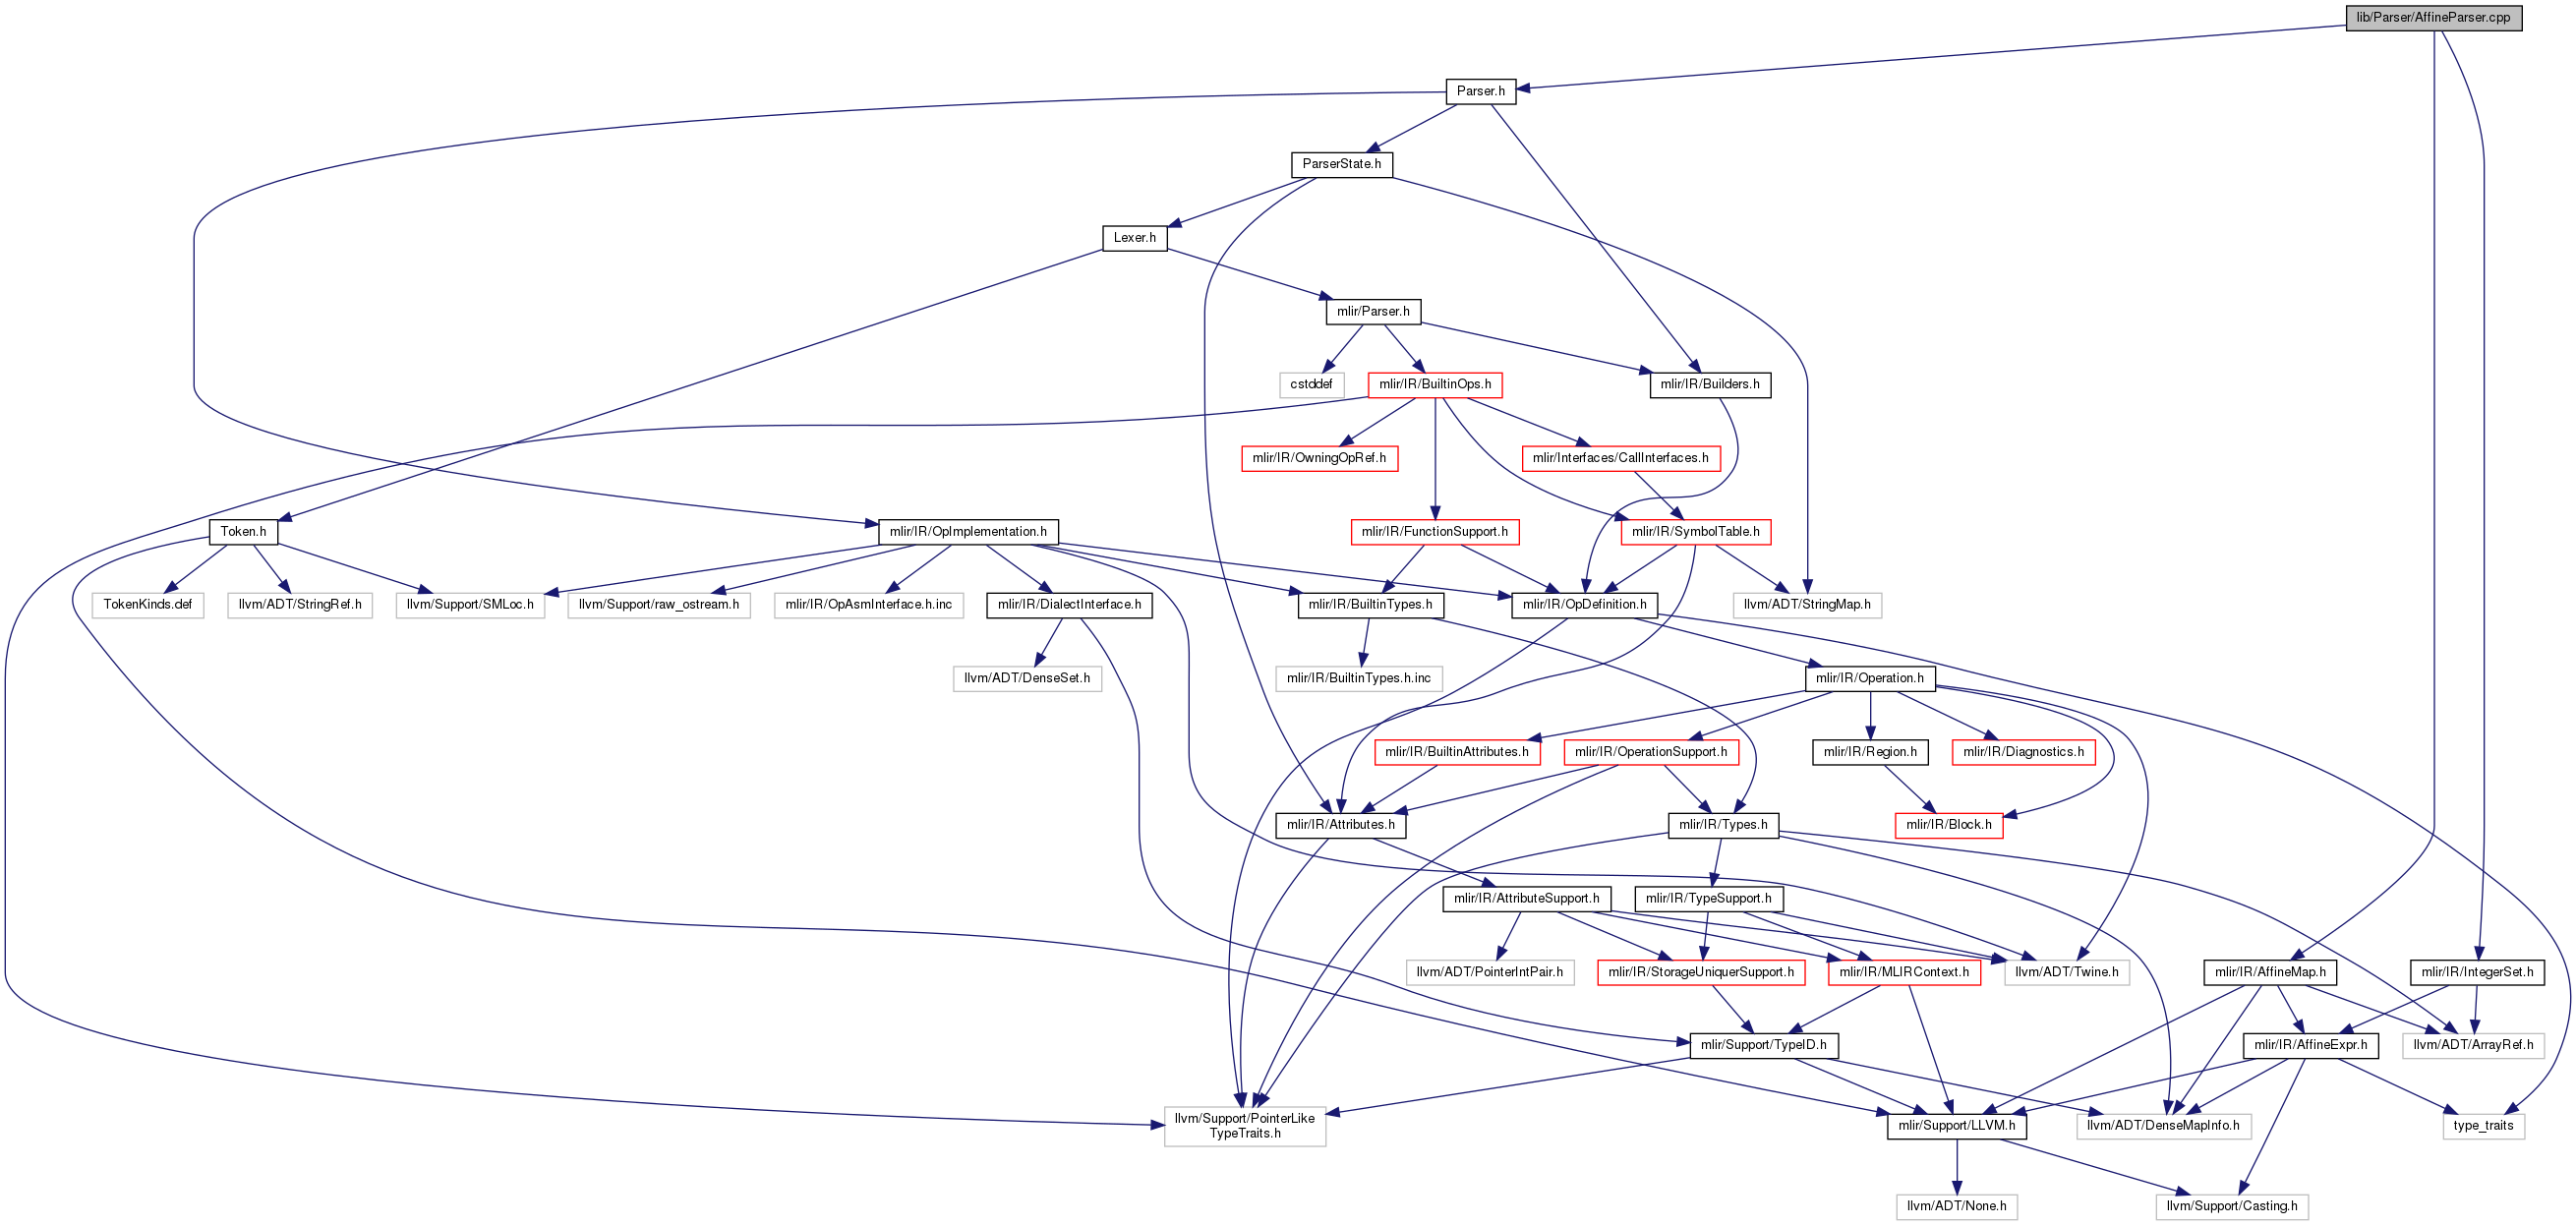 lib/Parser/AffineParser.cpp
Parser.h
ParserState.h
Lexer.h
mlir/Parser.h
cstddef
mlir/IR/BuiltinOps.h
mlir/IR/Builders.h
mlir/IR/OwningOpRef.h
mlir/Interfaces/CallInterfaces.h
Token.h
mlir/IR/OpImplementation.h
mlir/IR/FunctionSupport.h
mlir/IR/SymbolTable.h
TokenKinds.def
llvm/ADT/StringRef.h
llvm/Support/SMLoc.h
llvm/Support/raw_ostream.h
mlir/IR/OpAsmInterface.h.inc
mlir/IR/DialectInterface.h
mlir/IR/BuiltinTypes.h
mlir/IR/OpDefinition.h
llvm/ADT/StringMap.h
llvm/ADT/DenseSet.h
mlir/IR/BuiltinTypes.h.inc
mlir/IR/Operation.h
mlir/IR/BuiltinAttributes.h
mlir/IR/OperationSupport.h
mlir/IR/Region.h
mlir/IR/Diagnostics.h
mlir/IR/Attributes.h
mlir/IR/Types.h
mlir/IR/Block.h
mlir/IR/AttributeSupport.h
mlir/IR/TypeSupport.h
llvm/ADT/PointerIntPair.h
mlir/IR/StorageUniquerSupport.h
mlir/IR/MLIRContext.h
llvm/ADT/Twine.h
mlir/IR/AffineMap.h
mlir/IR/IntegerSet.h
mlir/Support/TypeID.h
mlir/IR/AffineExpr.h
llvm/ADT/ArrayRef.h
llvm/Support/PointerLike
TypeTraits.h
mlir/Support/LLVM.h
llvm/ADT/DenseMapInfo.h
type_traits
llvm/ADT/None.h
llvm/Support/Casting.h